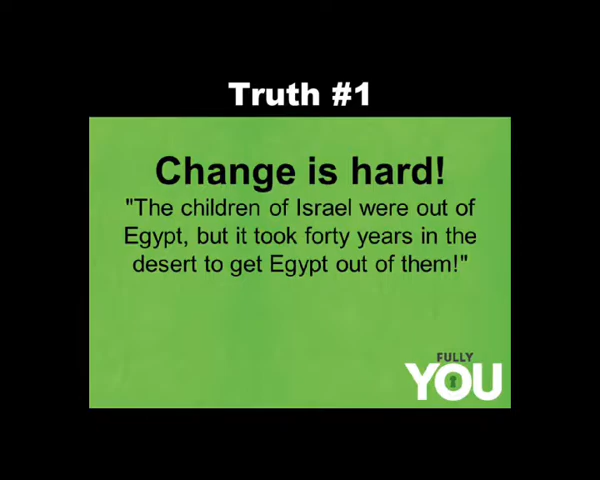 Truth #1
Change is hard!
"The children of Israel were out of
Egypt, but it took forty years in the
desert to get Egypt out of them!"
FULLY
YOU